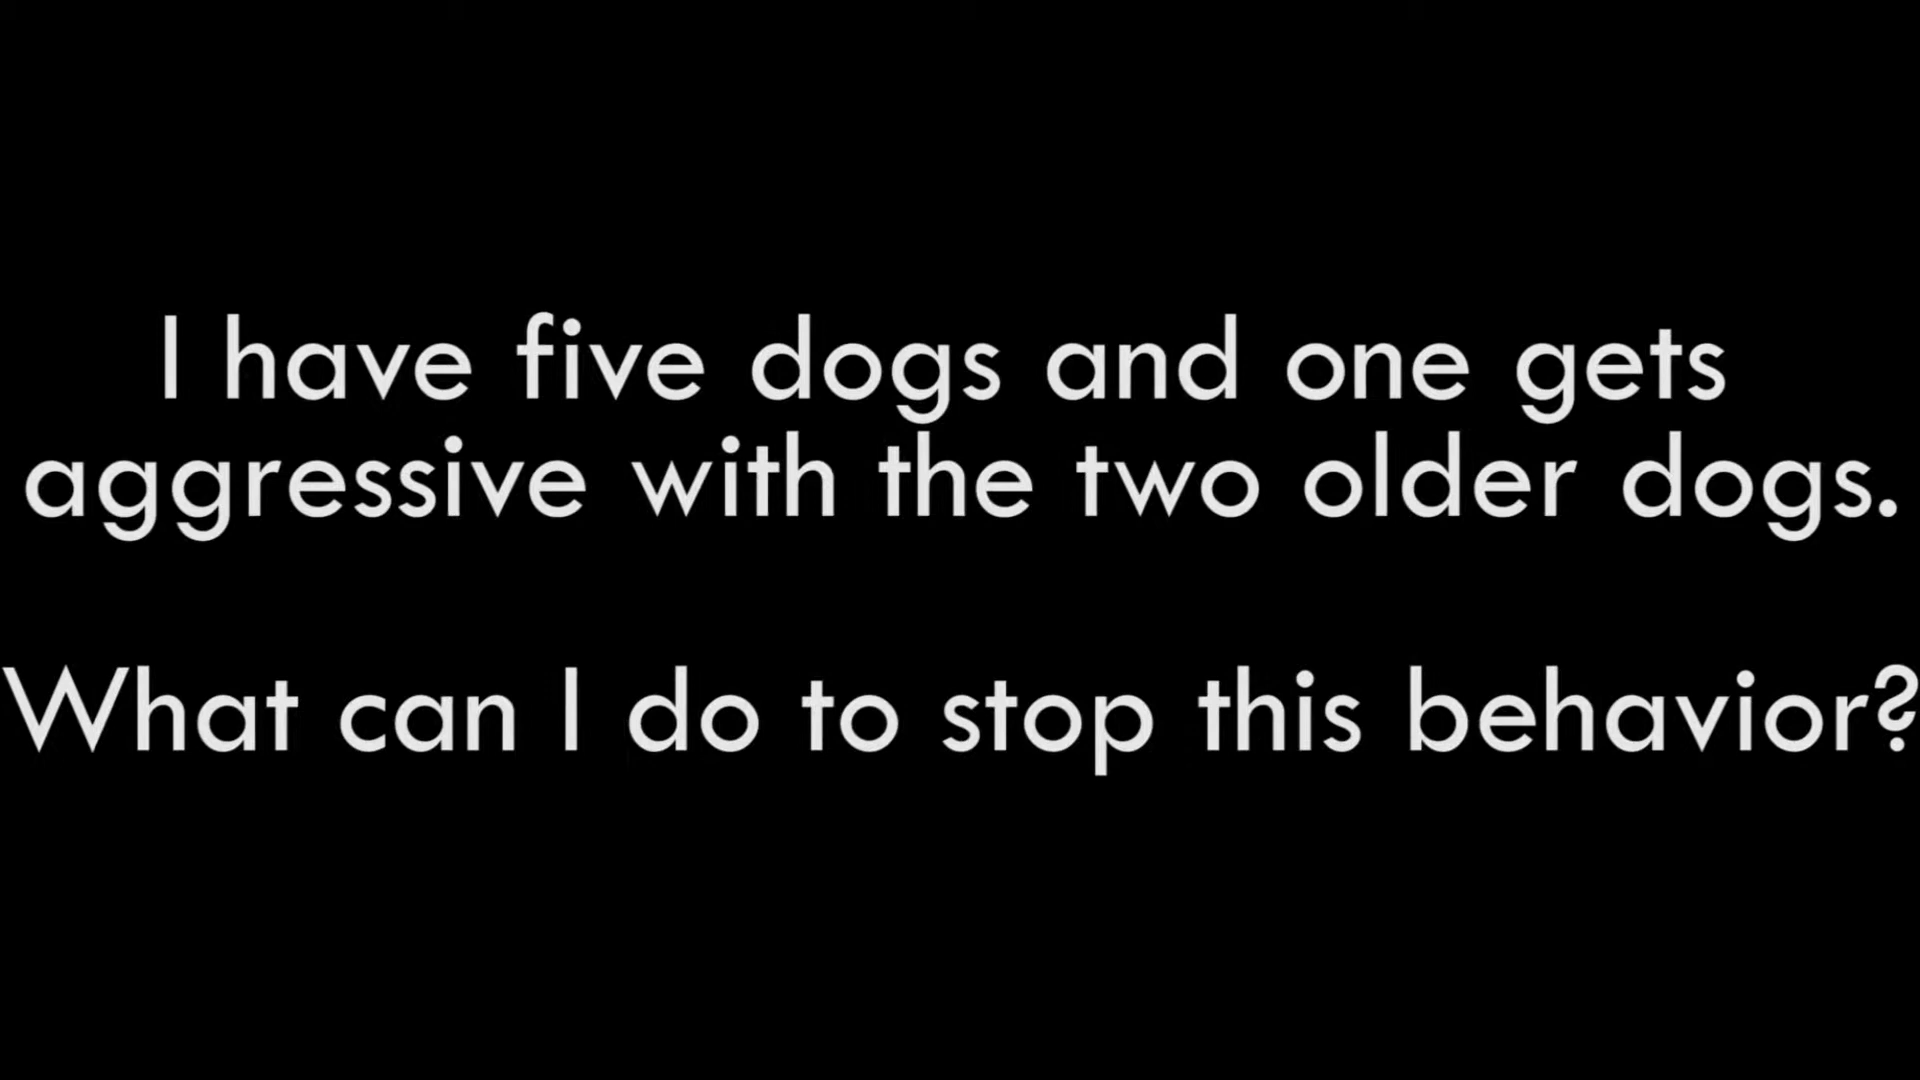 I have five dogs and one gets
aggressive with the two older dogs.
What can I do to stop this behavior?